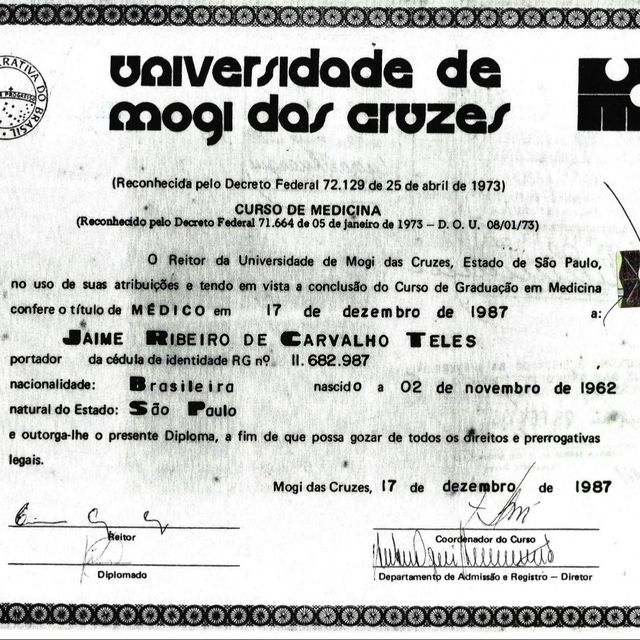 RATIVA DO BRASIL
universidade de
mogi das cruzes
(Reconhecida pelo Decreto Federal 72.129 de 25 de abril de 1973)
CURSO DE MEDICINA
(Reconhecido pelo Decreto Federal 71.664 de 05 de janeiro de 1973 – D. O. U. 08/01/73)
O Reitor da Universidade de Mogi das Cruzes, Estado de São Paulo,
no uso de suas atribuições e tendo em vista a conclusão do Curso de Graduação em Medicina
confere o título de MÉDICO em 17 de dezembro de 1987 a:
JAIME RIBEIRO DE CARVALHO TELES
portador da cédula de identidade RG nº 11.682.987
nacionalidade: Brasileira nascido a 02 de novembro de 1962
natural do Estado: São Paulo
e outorga-lhe o presente Diploma, a fim de que possa gozar de todos os direitos e prerrogativas
legais.
Mogi das Cruzes, 17 de dezembro de 1987
Reitor
Coordenador do Curso
Diplomado
Departamento de Admissão e Registro – Diretor